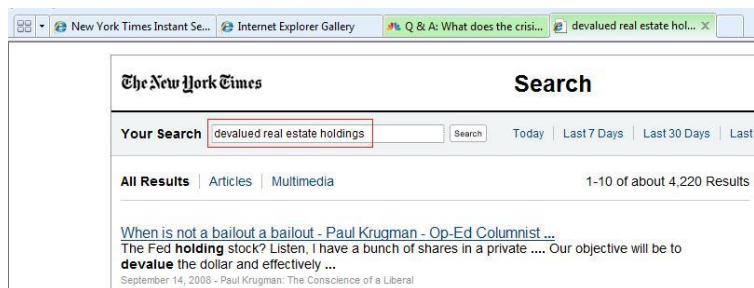 New York Times Instant Se... Internet Explorer Gallery Q & A: What does the crisi... devalued real estate hol... X
The New York Times Search
Your Search devalued real estate holdings Search Today Last 7 Days Last 30 Days Last
All Results Articles Multimedia 1-10 of about 4,220 Results
When is not a bailout a bailout - Paul Krugman - Op-Ed Columnist ...
The Fed holding stock? Listen, I have a bunch of shares in a private .... Our objective will be to
devalue the dollar and effectively ...
September 14, 2008 - Paul Krugman: The Conscience of a Liberal